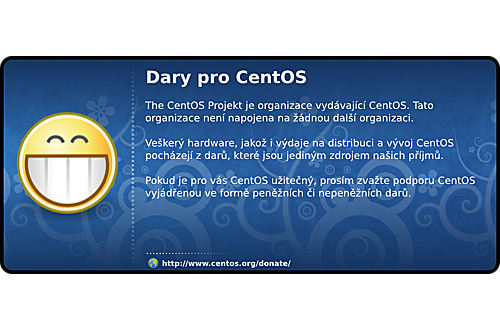 Dary pro CentOS
The CentOS Projekt je organizace vydávající CentOS. Tato
organizace není napojena na žádnou další organizaci.
Veškerý hardware, jakož i výdaje na distribuci a vývoj CentOS
pocházejí z darů, které jsou jediným zdrojem našich příjmů.
Pokud je pro vás CentOS užitečný, prosím zvažte podporu CentOS
vyjádřenou ve formě peněžních či nepeněžních darů.
http://www.centos.org/donate/